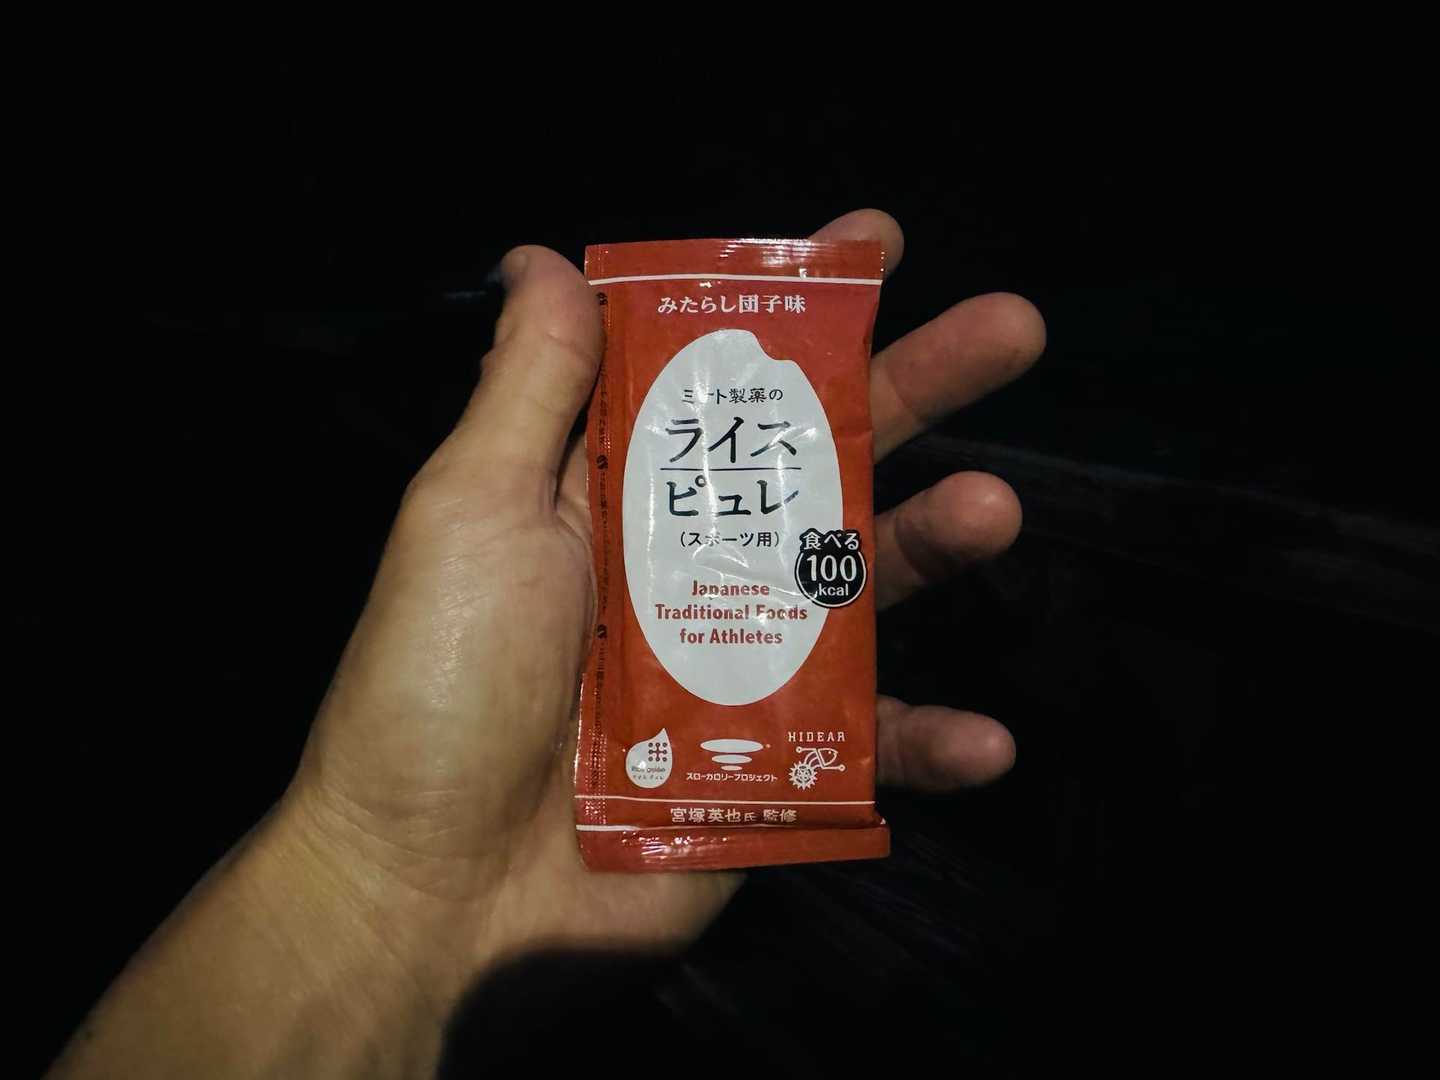 みたらし団子味
ミート製薬の
ライス
ピュレ
(スポーツ用)
食べる
100
kcal
Japanese
Traditional Foods
for Athletes
HIDEAR
スローカロリープロジェクト
宮塚英也氏 監修